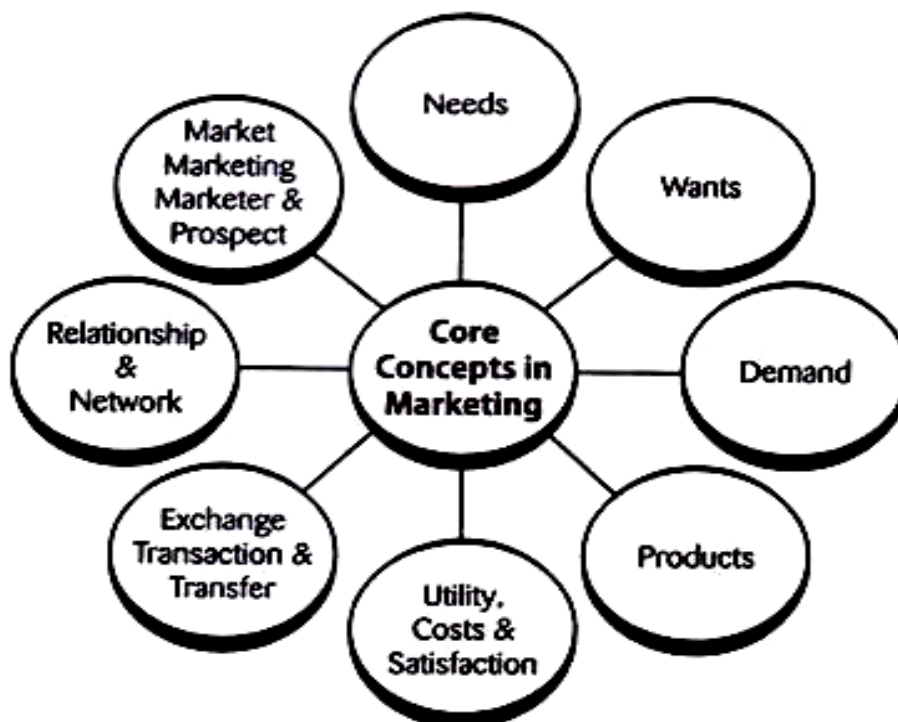 Needs
Wants
Demand
Products
Utility,
Costs &
Satisfaction
Exchange
Transaction &
Transfer
Relationship
&
Network
Market
Marketing
Marketer &
Prospect
Core
Concepts in
Marketing